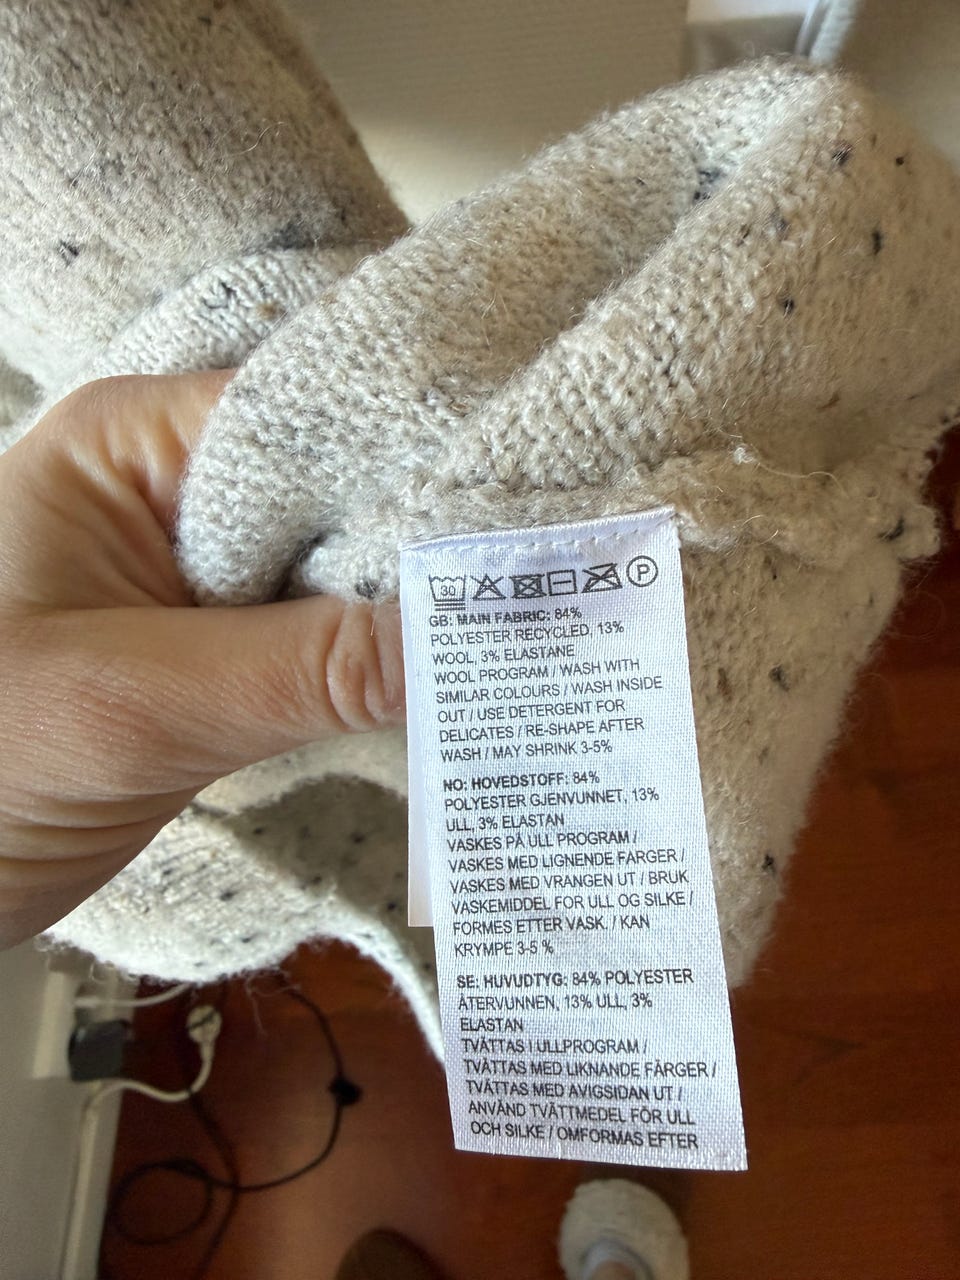 30 P
GB: MAIN FABRIC: 84%
POLYESTER RECYCLED, 13%
WOOL, 3% ELASTANE
WOOL PROGRAM / WASH WITH
SIMILAR COLOURS / WASH INSIDE
OUT / USE DETERGENT FOR
DELICATES / RE-SHAPE AFTER
WASH / MAY SHRINK 3-5%
NO: HOVEDSTOFF: 84%
POLYESTER GJENVUNNET, 13%
ULL, 3% ELASTAN
VASKES PÅ ULL PROGRAM /
VASKES MED LIGNENDE FARGER /
VASKES MED VRANGEN UT / BRUK
VASKEMIDDEL FOR ULL OG SILKE /
FORMES ETTER VASK. / KAN
KRYMPE 3-5 %
SE: HUVUDTYG: 84% POLYESTER
ÅTERVUNNEN, 13% ULL, 3%
ELASTAN
TVÄTTAS I ULLPROGRAM /
TVÄTTAS MED LIKNANDE FÄRGER /
TVÄTTAS MED AVIGSIDAN UT /
ANVÄND TVÄTTMEDEL FÖR ULL
OCH SILKE / OMFORMAS EFTER